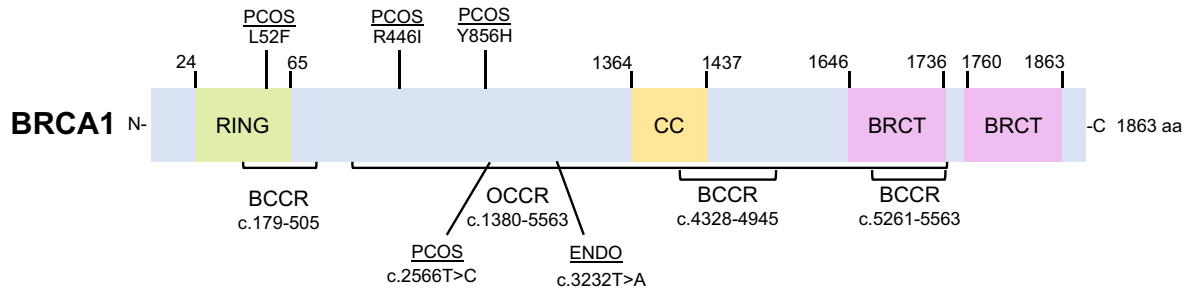 PCOS
L52F
PCOS
R446I
PCOS
Y856H
24
65
1364
1437
1646
1736
1760
1863
BRCA1 N-
RING
CC
BRCT
BRCT
-C 1863 aa
BCCR
c.179-505
OCCR
c.1380-5563
BCCR
c.4328-4945
BCCR
c.5261-5563
PCOS
c.2566T>C
ENDO
c.3232T>A